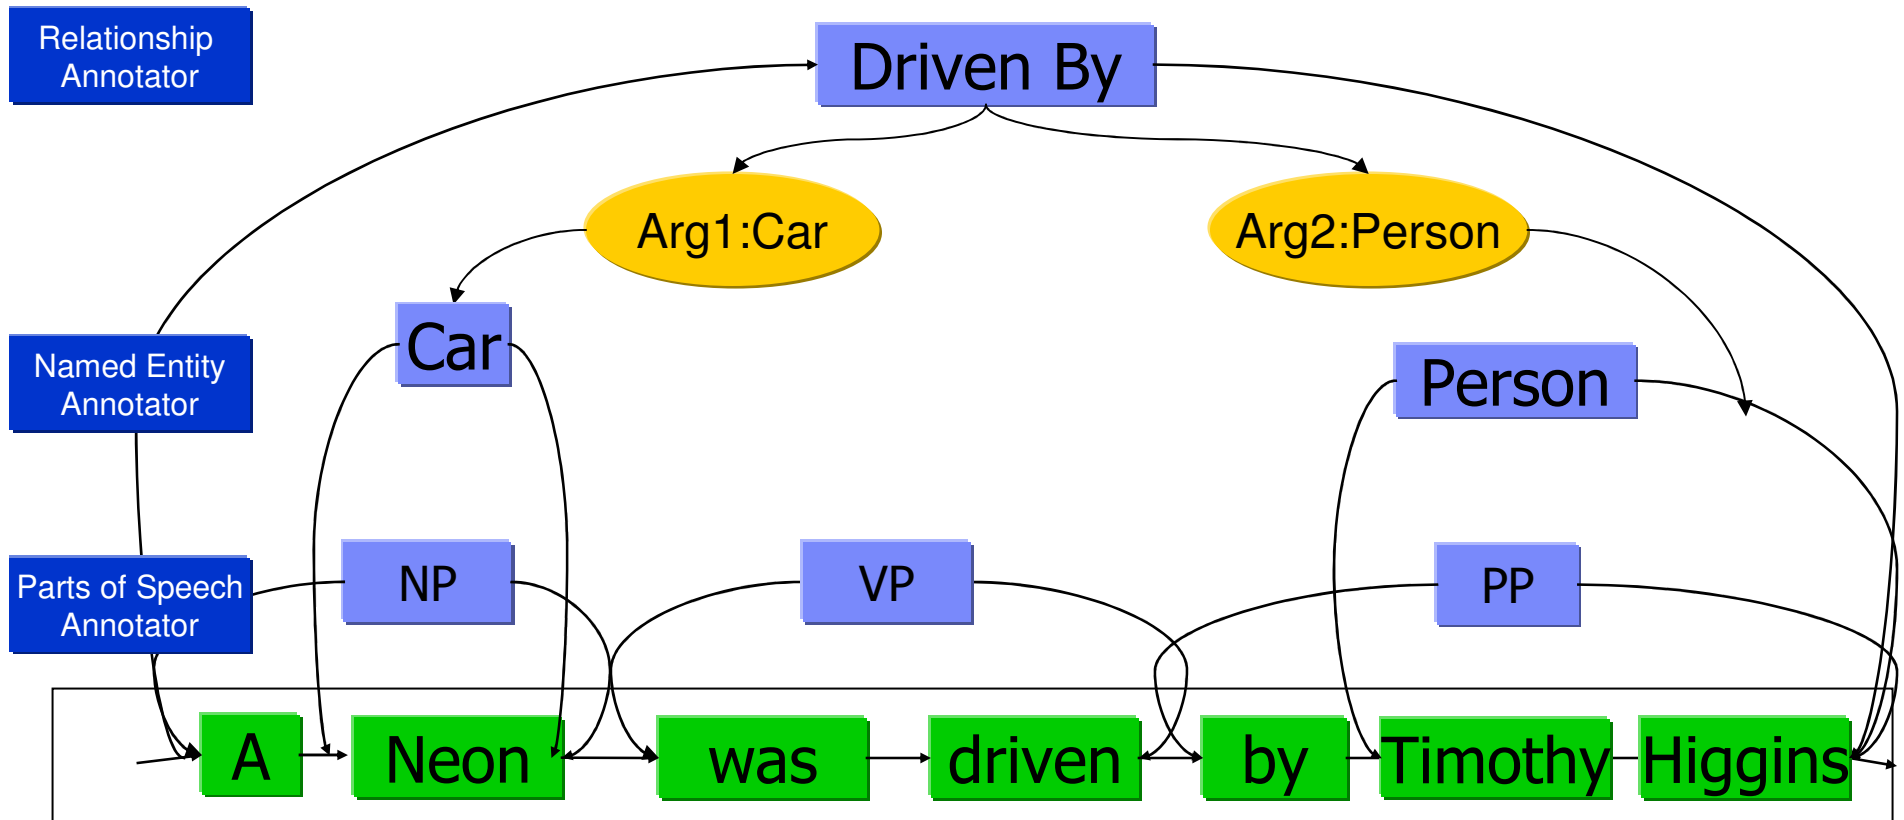 Relationship
Annotator
Driven By
Arg1:Car
Arg2:Person
Named Entity
Annotator
Car
Person
Parts of Speech
Annotator
NP
VP
PP
A Neon was driven by Timothy Higgins